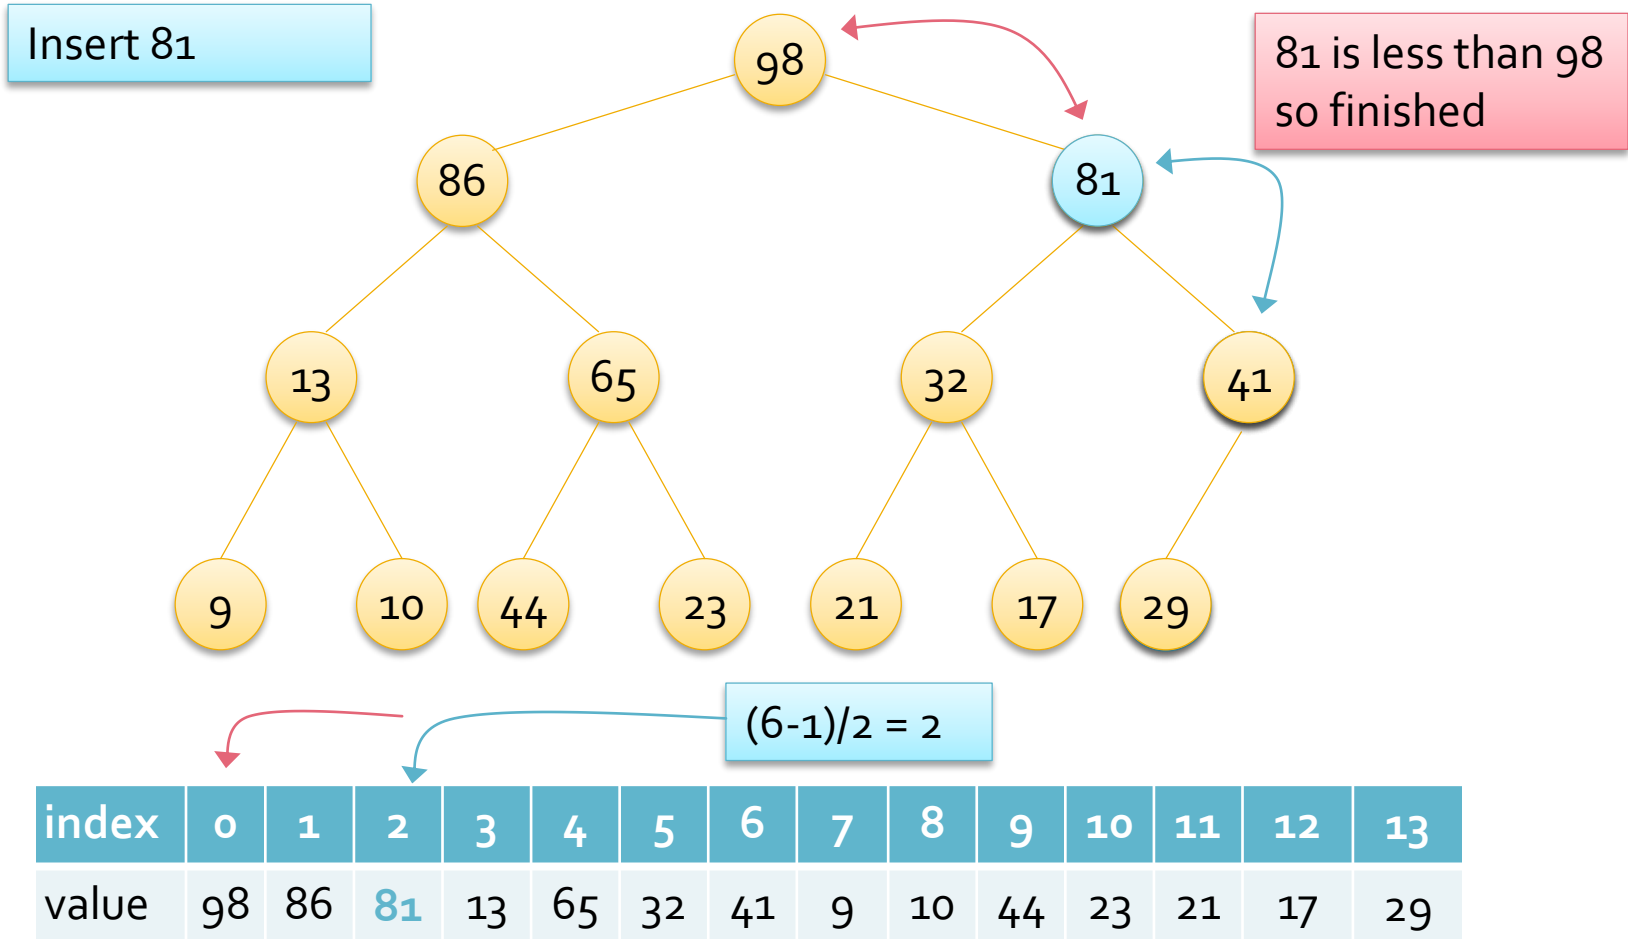 Insert 81
98
81 is less than 98
so finished
86
81
13
65
32
41
9
10
44
23
21
17
29
(6-1)/2 = 2
index 0 1 2 3 4 5 6 7 8 9 10 11 12 13
value 98 86 81 13 65 32 41 9 10 44 23 21 17 29